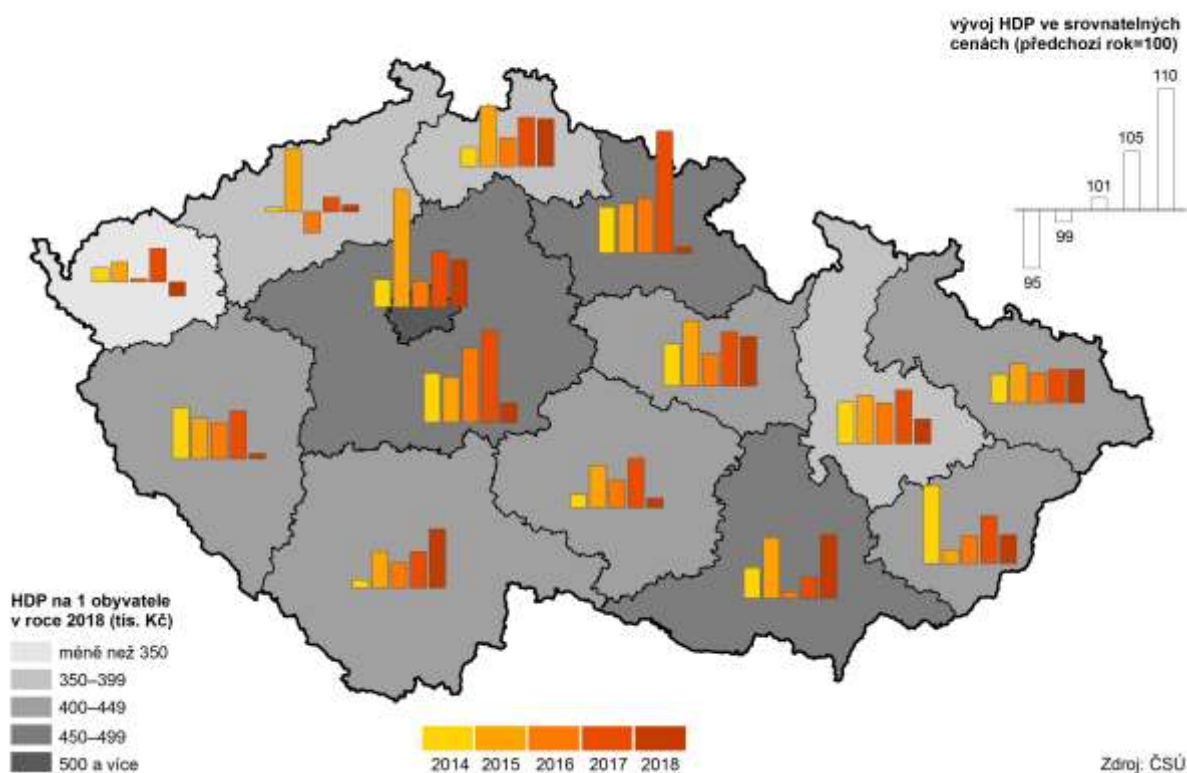 vývoj HDP ve srovnatelných
cenách (předchozí rok=100)
110
105
101
99
95
HDP na 1 obyvatele
v roce 2018 (tis. Kč)
méně než 350
350–399
400–449
450–499
500 a více
2014 2015 2016 2017 2018
Zdroj: ČSÚ